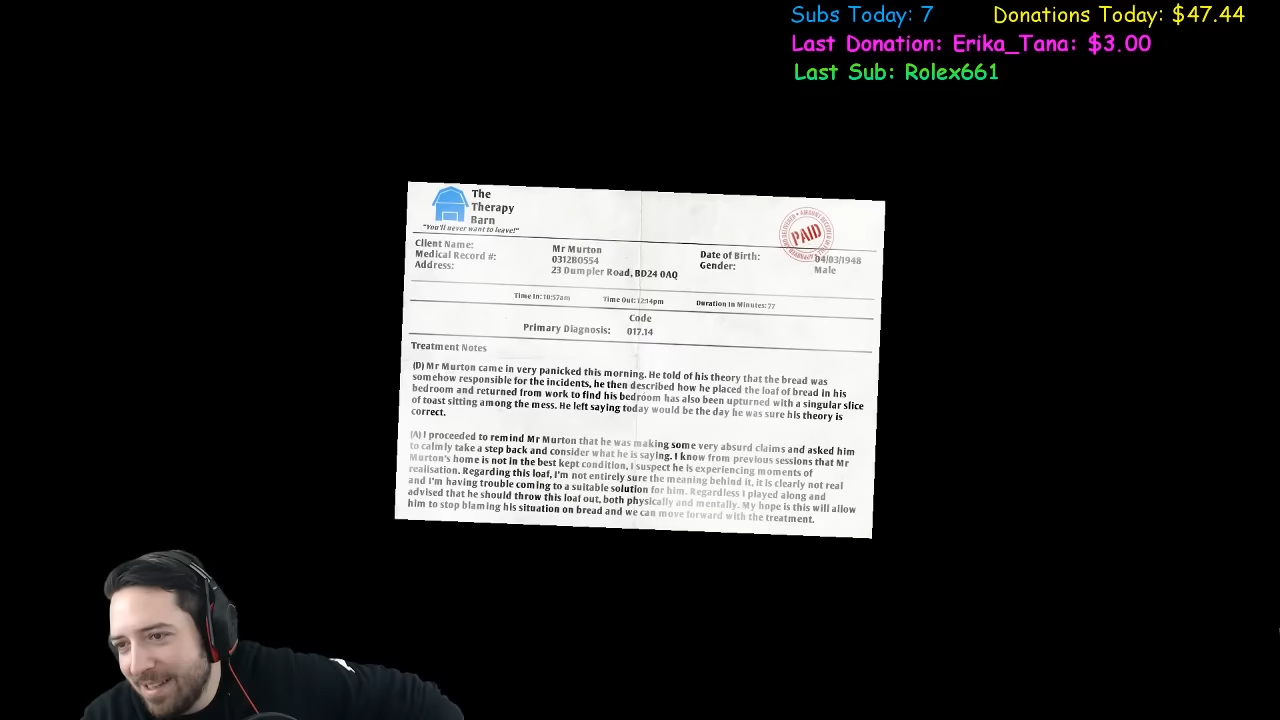 Subs Today: 7
Donations Today: $47.44
Last Donation: Erika_Tana: $3.00
Last Sub: Rolex661
The
Therapy
Barn
"You'll never want to leave!"
PAID
Client Name: Mr Murton
Medical Record #: 0312B0554
Address: 23 Dumpler Road, BD24 0AQ
Date of Birth: 04/03/1948
Gender: Male
Time In: 10:57am Time Out: 12:14pm Duration In Minutes: 77
Code
Primary Diagnosis: 017.14
Treatment Notes
(D) Mr Murton came in very panicked this morning. He told of his theory that the bread was
somehow responsible for the incidents, he then described how he placed the loaf of bread in his
bedroom and returned from work to find his bedroom has also been upturned with a singular slice
of toast sitting among the mess. He left saying today would be the day he was sure his theory is
correct.
(A) I proceeded to remind Mr Murton that he was making some very absurd claims and asked him
to calmly take a step back and consider what he is saying. I know from previous sessions that Mr
Murton's home is not in the best kept condition, I suspect he is experiencing moments of
realisation. Regarding this loaf, I'm not entirely sure the meaning behind it, it is clearly not real
and I'm having trouble coming to a suitable solution for him. Regardless I played along and
advised that he should throw this loaf out, both physically and mentally. My hope is this will allow
him to stop blaming his situation on bread and we can move forward with the treatment.